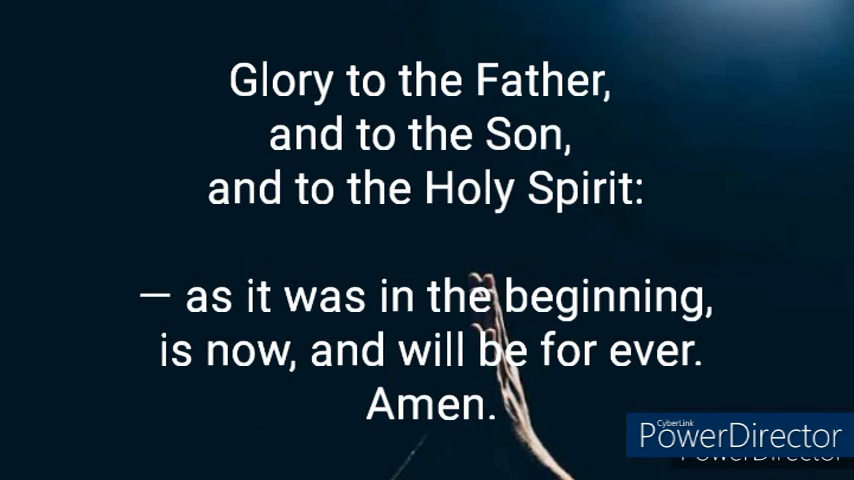 Glory to the Father,
and to the Son,
and to the Holy Spirit:
— as it was in the beginning,
is now, and will be for ever.
Amen.
CyberLink
PowerDirector
PowerDirector